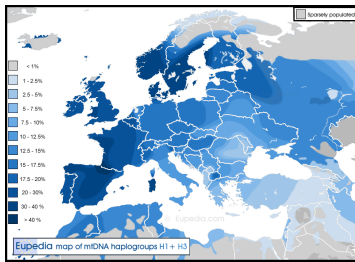 Sparsely populated
< 1%
1 - 2.5%
2.5 - 5%
5 - 7.5%
7.5 - 10%
10 - 12.5%
12.5 - 15%
15 - 17.5%
17.5 - 20%
20 - 30%
30 - 40 %
> 40 %
© Eupedia.com
Eupedia map of mtDNA haplogroups H1 + H3